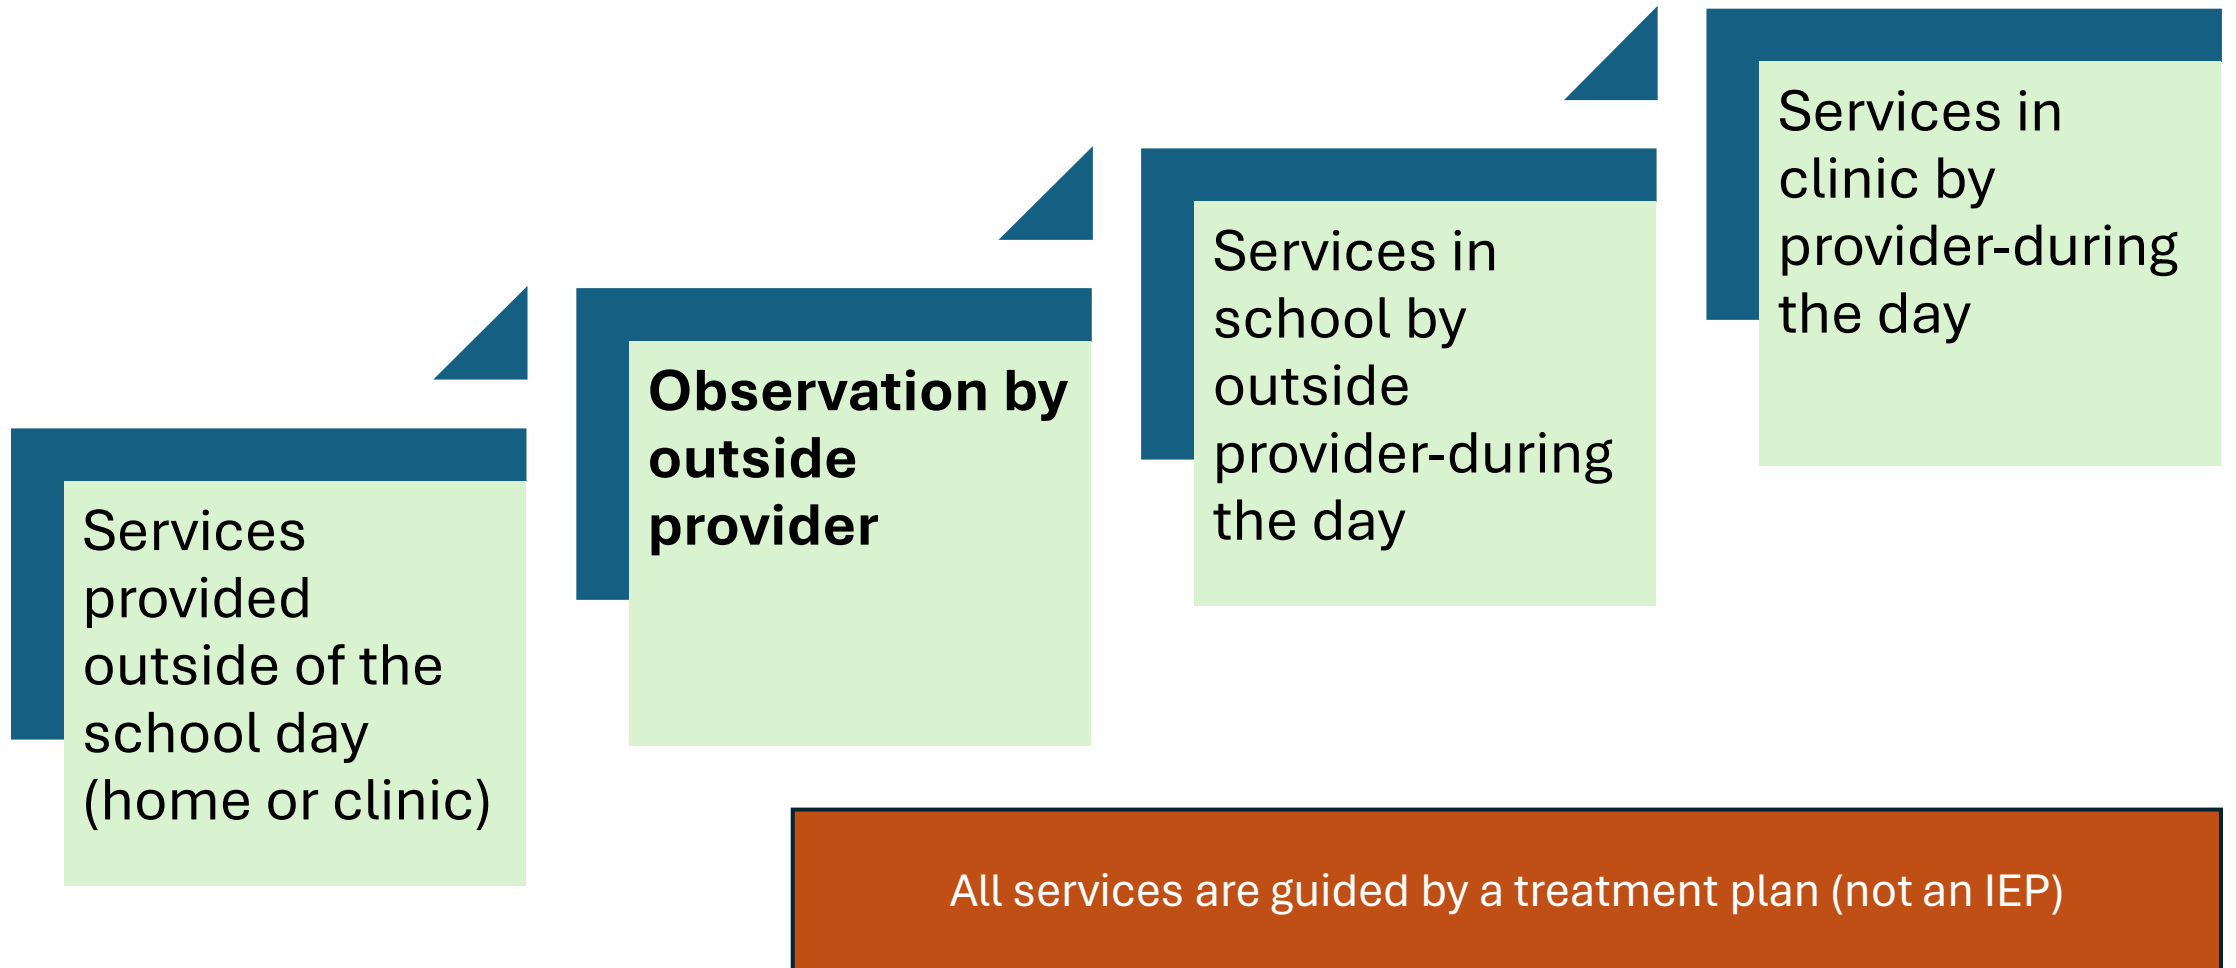 Services
provided
outside of the
school day
(home or clinic)
Observation by
outside
provider
Services in
school by
outside
provider-during
the day
Services in
clinic by
provider-during
the day
All services are guided by a treatment plan (not an IEP)